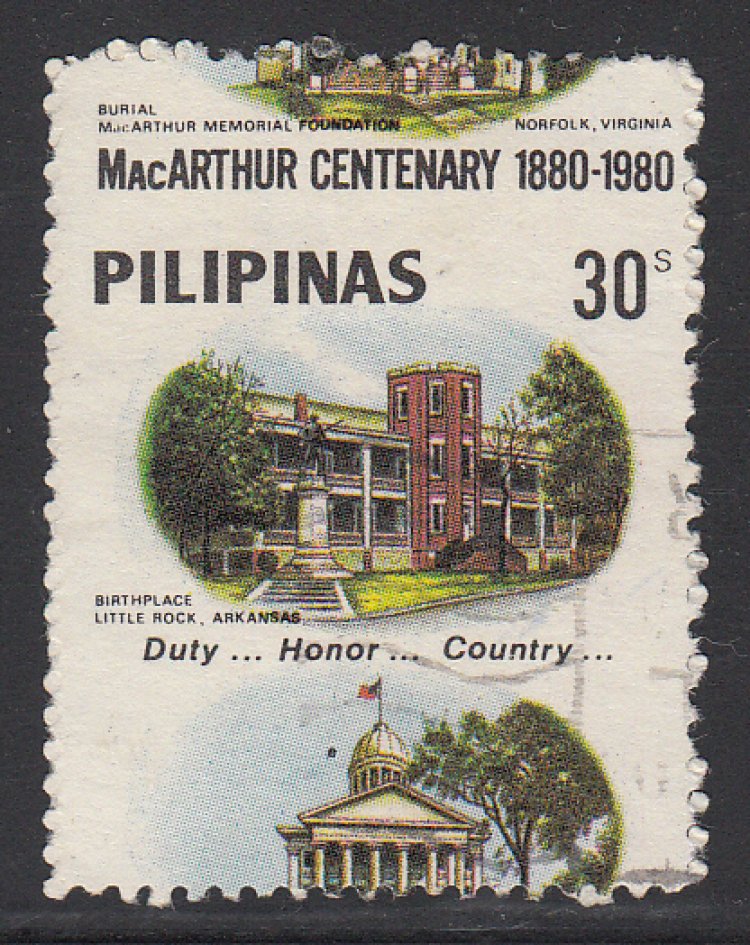 BURIAL
MacARTHUR MEMORIAL FOUNDATION NORFOLK, VIRGINIA
MacARTHUR CENTENARY 1880-1980
PILIPINAS 30s
BIRTHPLACE
LITTLE ROCK, ARKANSAS
Duty ... Honor ... Country ...